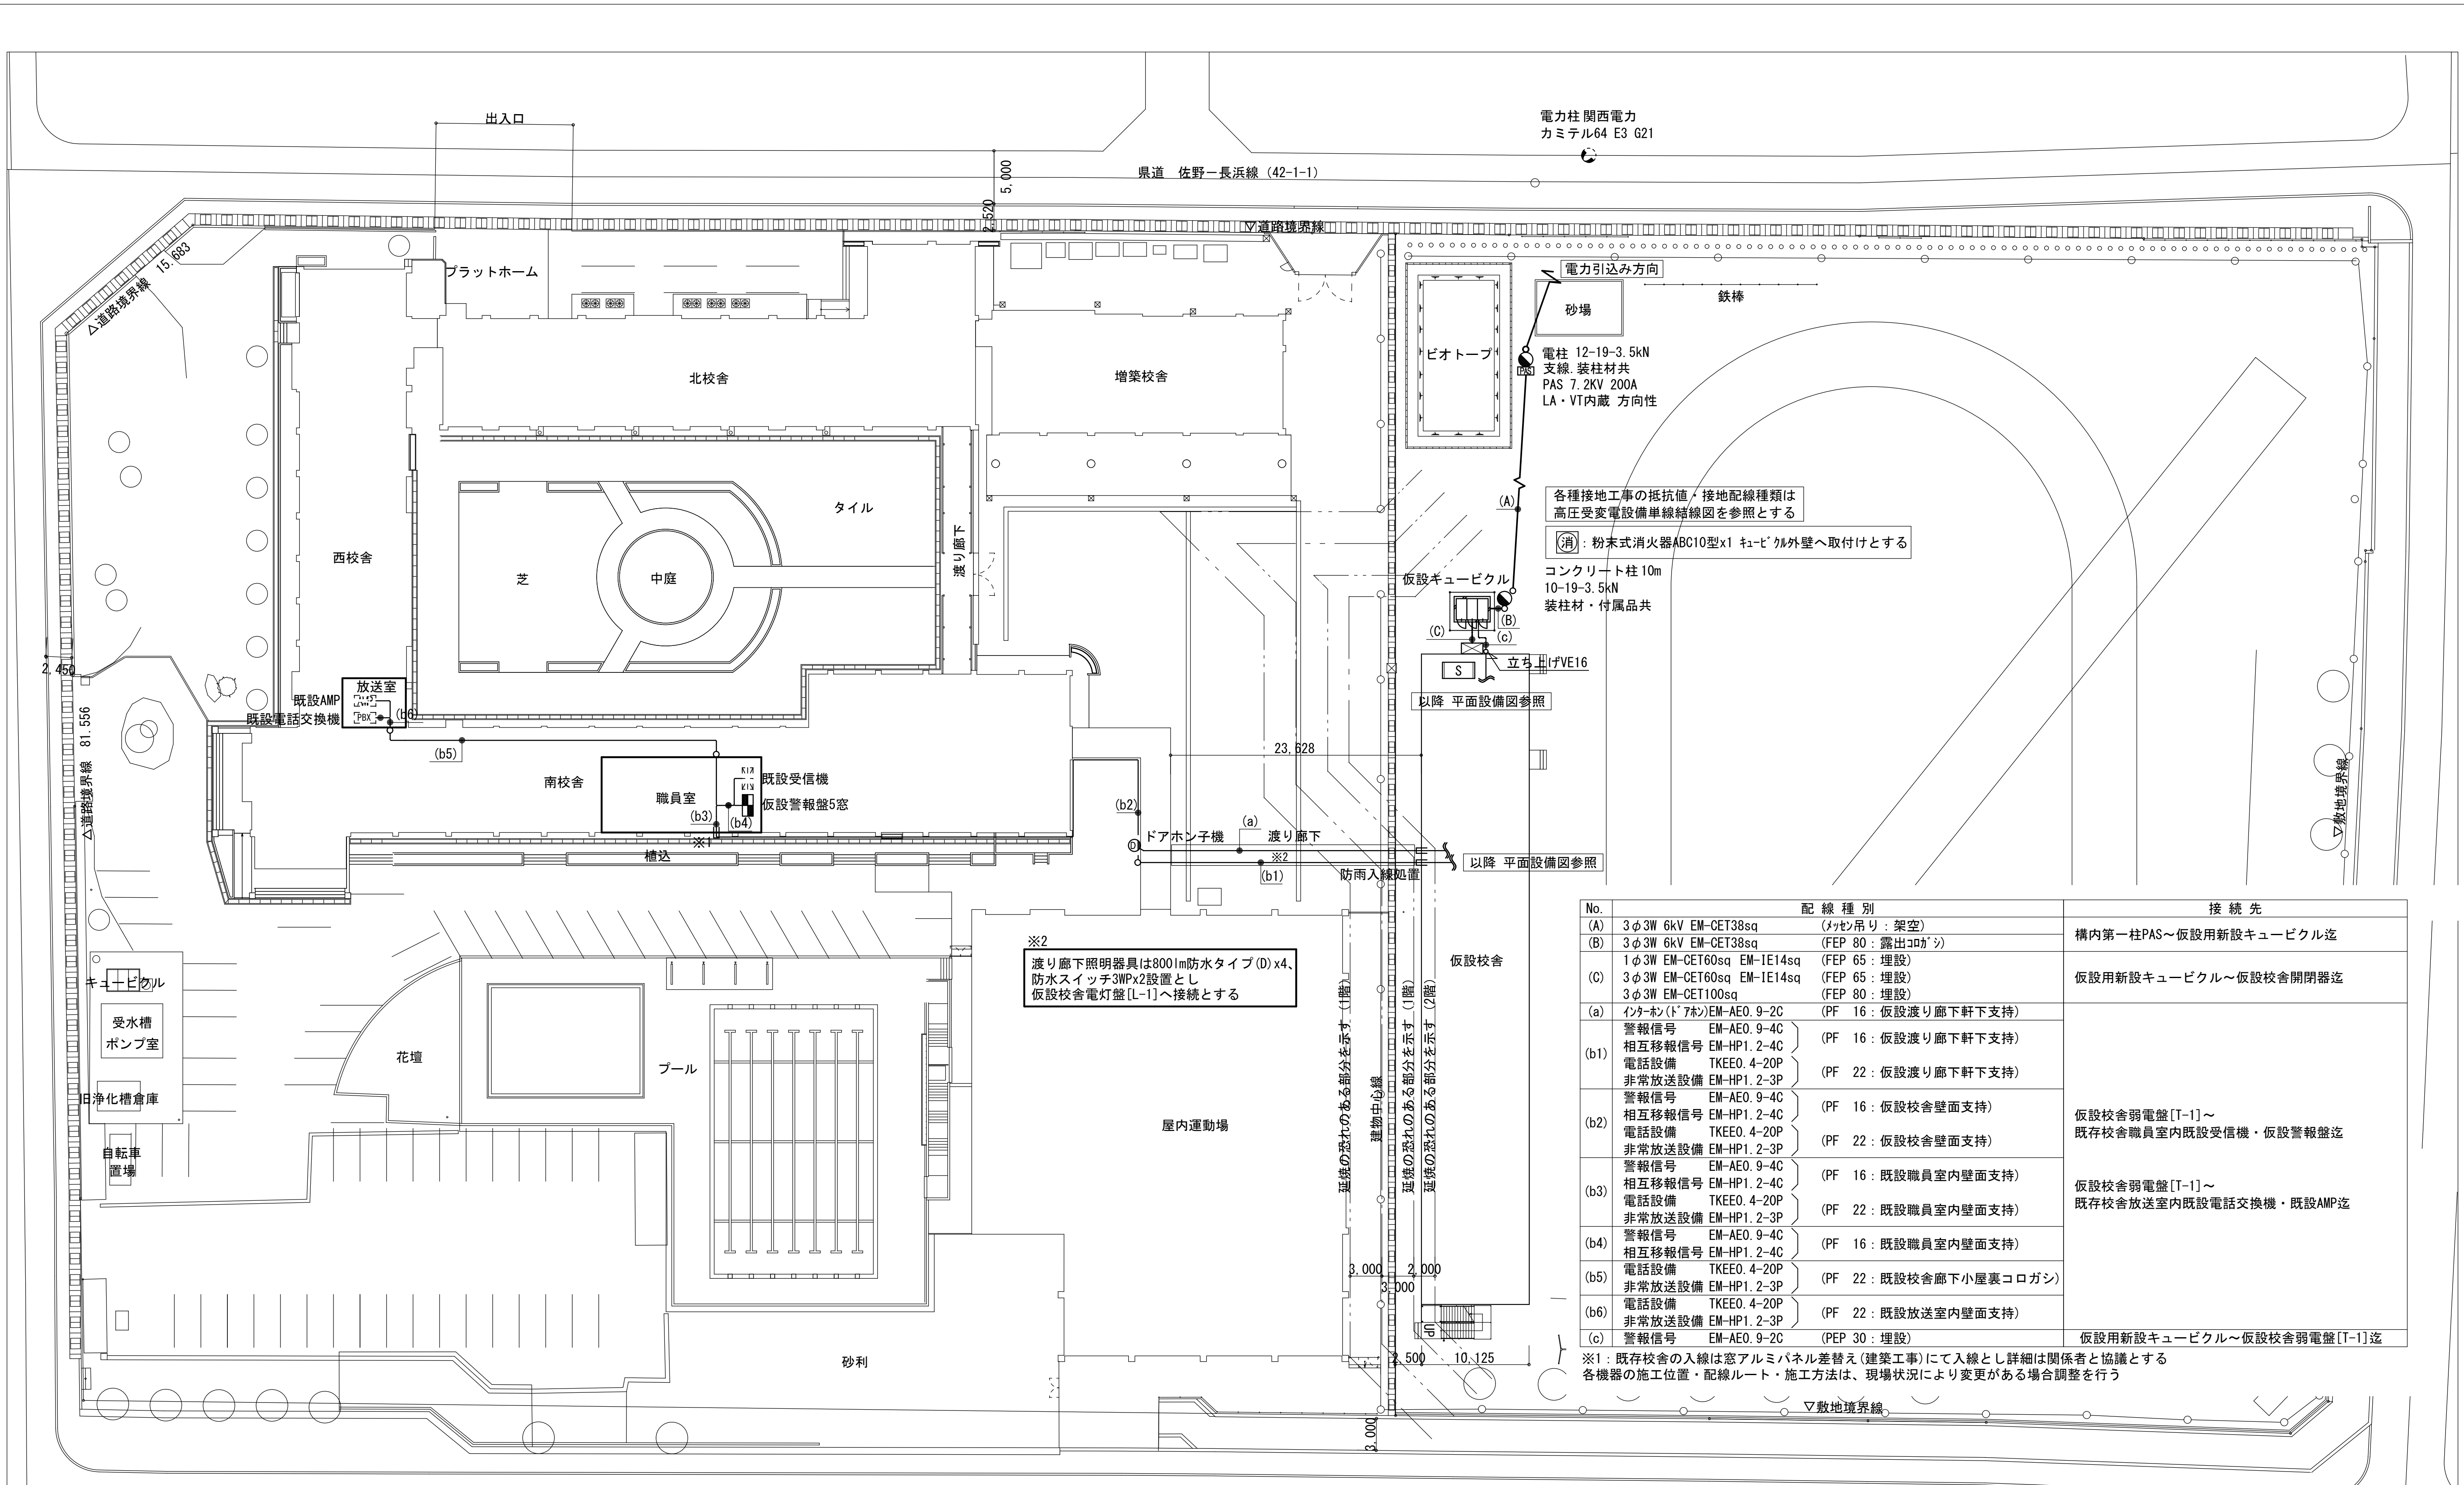 出入口
電力柱 関西電力
カミテル64 E3 G21
5,000
県道　佐野ー長浜線 (42-1-1)
2,520
▽道路境界線
△道路境界線 15.683
プラットホーム
電力引込み方向
鉄棒
砂場
ビオトープ
PAS
電柱 12-19-3.5kN
支線.装柱材共
PAS 7.2KV 200A
LA・VT内蔵 方向性
北校舎
増築校舎
(A)
各種接地工事の抵抗値・接地配線種類は
高圧受変電設備単線結線図を参照とする
消 : 粉末式消火器ABC10型x1 ｷｭｰﾋﾞｸﾙ外壁へ取付けとする
コンクリート柱 10m
10-19-3.5kN
装柱材・付属品共
仮設キュービクル
タイル
渡り廊下
西校舎
芝
中庭
(B)
(C)
(c)
立ち上げVE16
S
以降 平面設備図参照
2,450
放送室
既設AMP
既設電話交換機
PBX
(b6)
△道路境界線 81.556
(b5)
23,628
南校舎
職員室
既設受信機
仮設警報盤5窓
(b3)
(b4)
※1
植込
(b2)
D
ドアホン子機
(a)
渡り廊下
※2
(b1)
防雨入線処置
以降 平面設備図参照
▽敷地境界線
※2
渡り廊下照明器具は800lm防水タイプ(D)x4、
防水スイッチ3WPx2設置とし
仮設校舎電灯盤[L-1]へ接続とする
仮設校舎
キュービクル
受水槽
ポンプ室
旧浄化槽倉庫
自転車
置場
花壇
プール
屋内運動場
延焼の恐れのある部分を示す (1階)
建物中心線
延焼の恐れのある部分を示す (1階)
延焼の恐れのある部分を示す (2階)
3,000
3,000
2,000
UP
2,500
10,125
砂利
3,000
▽敷地境界線
No. 配 線 種 別 接 続 先
(A) 3φ3W 6kV EM-CET38sq (ﾒｯｾﾝ吊り : 架空)
構内第一柱PAS～仮設用新設キュービクル迄
(B) 3φ3W 6kV EM-CET38sq (FEP 80 : 露出ｺﾛｶﾞｼ)
1φ3W EM-CET60sq EM-IE14sq (FEP 65 : 埋設)
(C) 3φ3W EM-CET60sq EM-IE14sq (FEP 65 : 埋設) 仮設用新設キュービクル～仮設校舎開閉器迄
3φ3W EM-CET100sq (FEP 80 : 埋設)
(a) ｲﾝﾀｰﾎﾝ(ﾄﾞｱﾎﾝ)EM-AE0.9-2C (PF 16 : 仮設渡り廊下軒下支持)
(b1)
警報信号 EM-AE0.9-4C
相互移報信号 EM-HP1.2-4C
(PF 16 : 仮設渡り廊下軒下支持)
電話設備 TKEE0.4-20P
非常放送設備 EM-HP1.2-3P
(PF 22 : 仮設渡り廊下軒下支持)
(b2)
警報信号 EM-AE0.9-4C
相互移報信号 EM-HP1.2-4C
(PF 16 : 仮設校舎壁面支持)
電話設備 TKEE0.4-20P
非常放送設備 EM-HP1.2-3P
(PF 22 : 仮設校舎壁面支持)
仮設校舎弱電盤[T-1]～
既存校舎職員室内既設受信機・仮設警報盤迄
(b3)
警報信号 EM-AE0.9-4C
相互移報信号 EM-HP1.2-4C
(PF 16 : 既設職員室内壁面支持)
電話設備 TKEE0.4-20P
非常放送設備 EM-HP1.2-3P
(PF 22 : 既設職員室内壁面支持)
仮設校舎弱電盤[T-1]～
既存校舎放送室内既設電話交換機・既設AMP迄
(b4)
警報信号 EM-AE0.9-4C
相互移報信号 EM-HP1.2-4C
(PF 16 : 既設職員室内壁面支持)
(b5)
電話設備 TKEE0.4-20P
非常放送設備 EM-HP1.2-3P
(PF 22 : 既設校舎廊下小屋裏コロガシ)
(b6)
電話設備 TKEE0.4-20P
非常放送設備 EM-HP1.2-3P
(PF 22 : 既設放送室内壁面支持)
(c) 警報信号 EM-AE0.9-2C (PEP 30 : 埋設) 仮設用新設キュービクル～仮設校舎弱電盤[T-1]迄
※1 : 既存校舎の入線は窓アルミパネル差替え(建築工事)にて入線とし詳細は関係者と協議とする
各機器の施工位置・配線ルート・施工方法は、現場状況により変更がある場合調整を行う